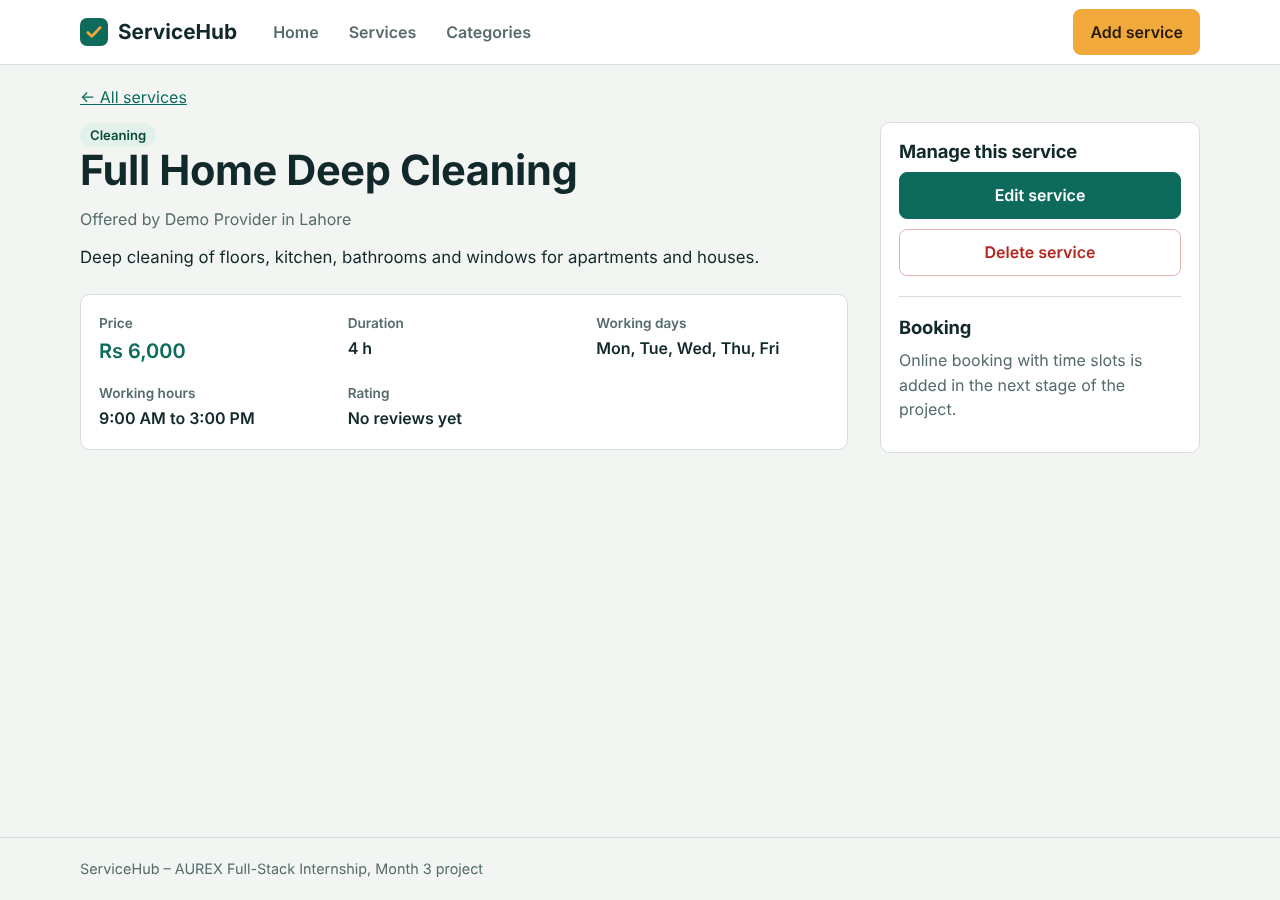 ServiceHub
Home
Services
Categories
Add service
← All services
Cleaning
Full Home Deep Cleaning
Offered by Demo Provider in Lahore
Deep cleaning of floors, kitchen, bathrooms and windows for apartments and houses.
Price
Rs 6,000
Duration
4 h
Working days
Mon, Tue, Wed, Thu, Fri
Working hours
9:00 AM to 3:00 PM
Rating
No reviews yet
Manage this service
Edit service
Delete service
Booking
Online booking with time slots is
added in the next stage of the
project.
ServiceHub – AUREX Full-Stack Internship, Month 3 project